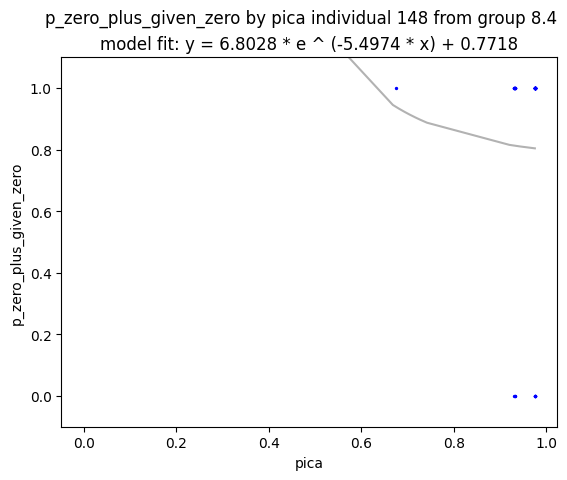 p_zero_plus_given_zero by pica individual 148 from group 8.4
model fit: y = 6.8028 * e ^ (-5.4974 * x) + 0.7718
1.0
0.8
0.6
0.4
0.2
0.0
p_zero_plus_given_zero
0.0 0.2 0.4 0.6 0.8 1.0
pica